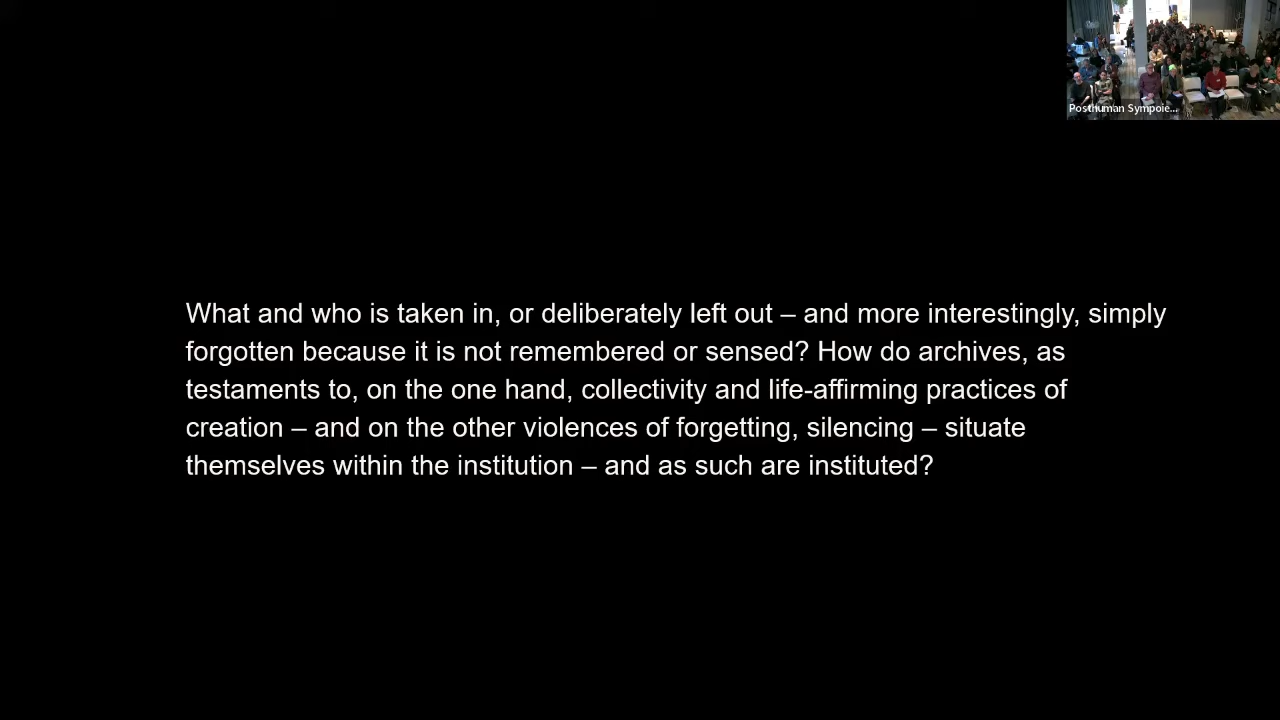 Posthuman Sympoie...
What and who is taken in, or deliberately left out – and more interestingly, simply
forgotten because it is not remembered or sensed? How do archives, as
testaments to, on the one hand, collectivity and life-affirming practices of
creation – and on the other violences of forgetting, silencing – situate
themselves within the institution – and as such are instituted?